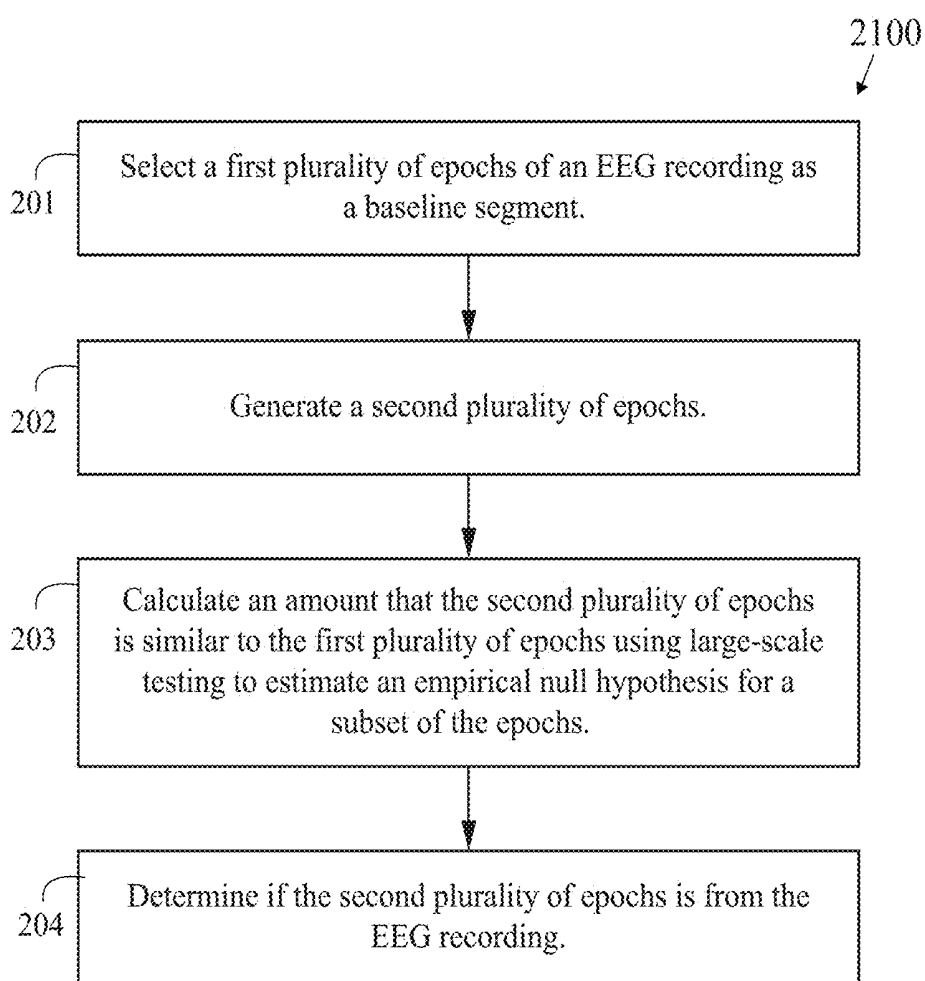 2100
Select a first plurality of epochs of an EEG recording as
a baseline segment.
201
Generate a second plurality of epochs.
202
Calculate an amount that the second plurality of epochs
is similar to the first plurality of epochs using large-scale
testing to estimate an empirical null hypothesis for a
subset of the epochs.
203
Determine if the second plurality of epochs is from the
EEG recording.
204